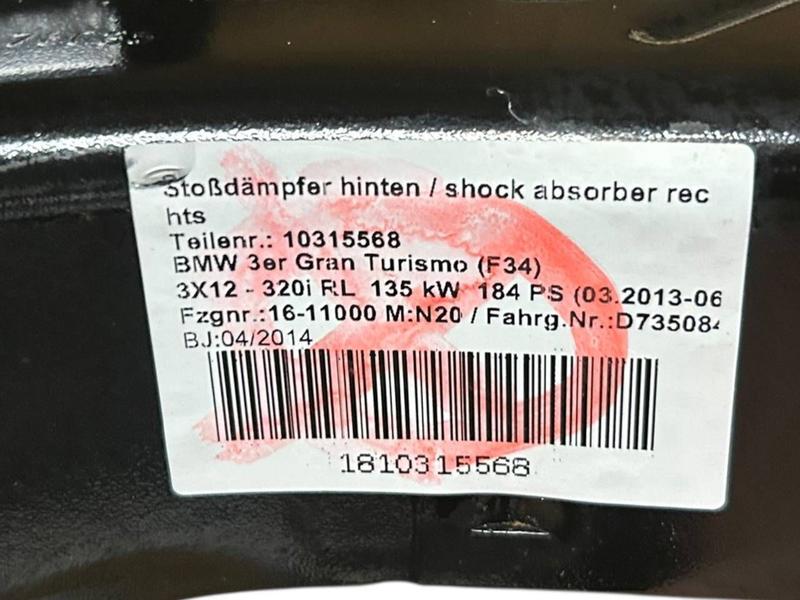 Stoßdämpfer hinten / shock absorber rec
hts
Teilenr.: 10315568
BMW 3er Gran Turismo (F34)
3X12 - 320i RL 135 kW 184 PS (03.2013-06
Fzgnr.:16-11000 M:N20 / Fahrg.Nr.:D735084
BJ:04/2014
1810315568